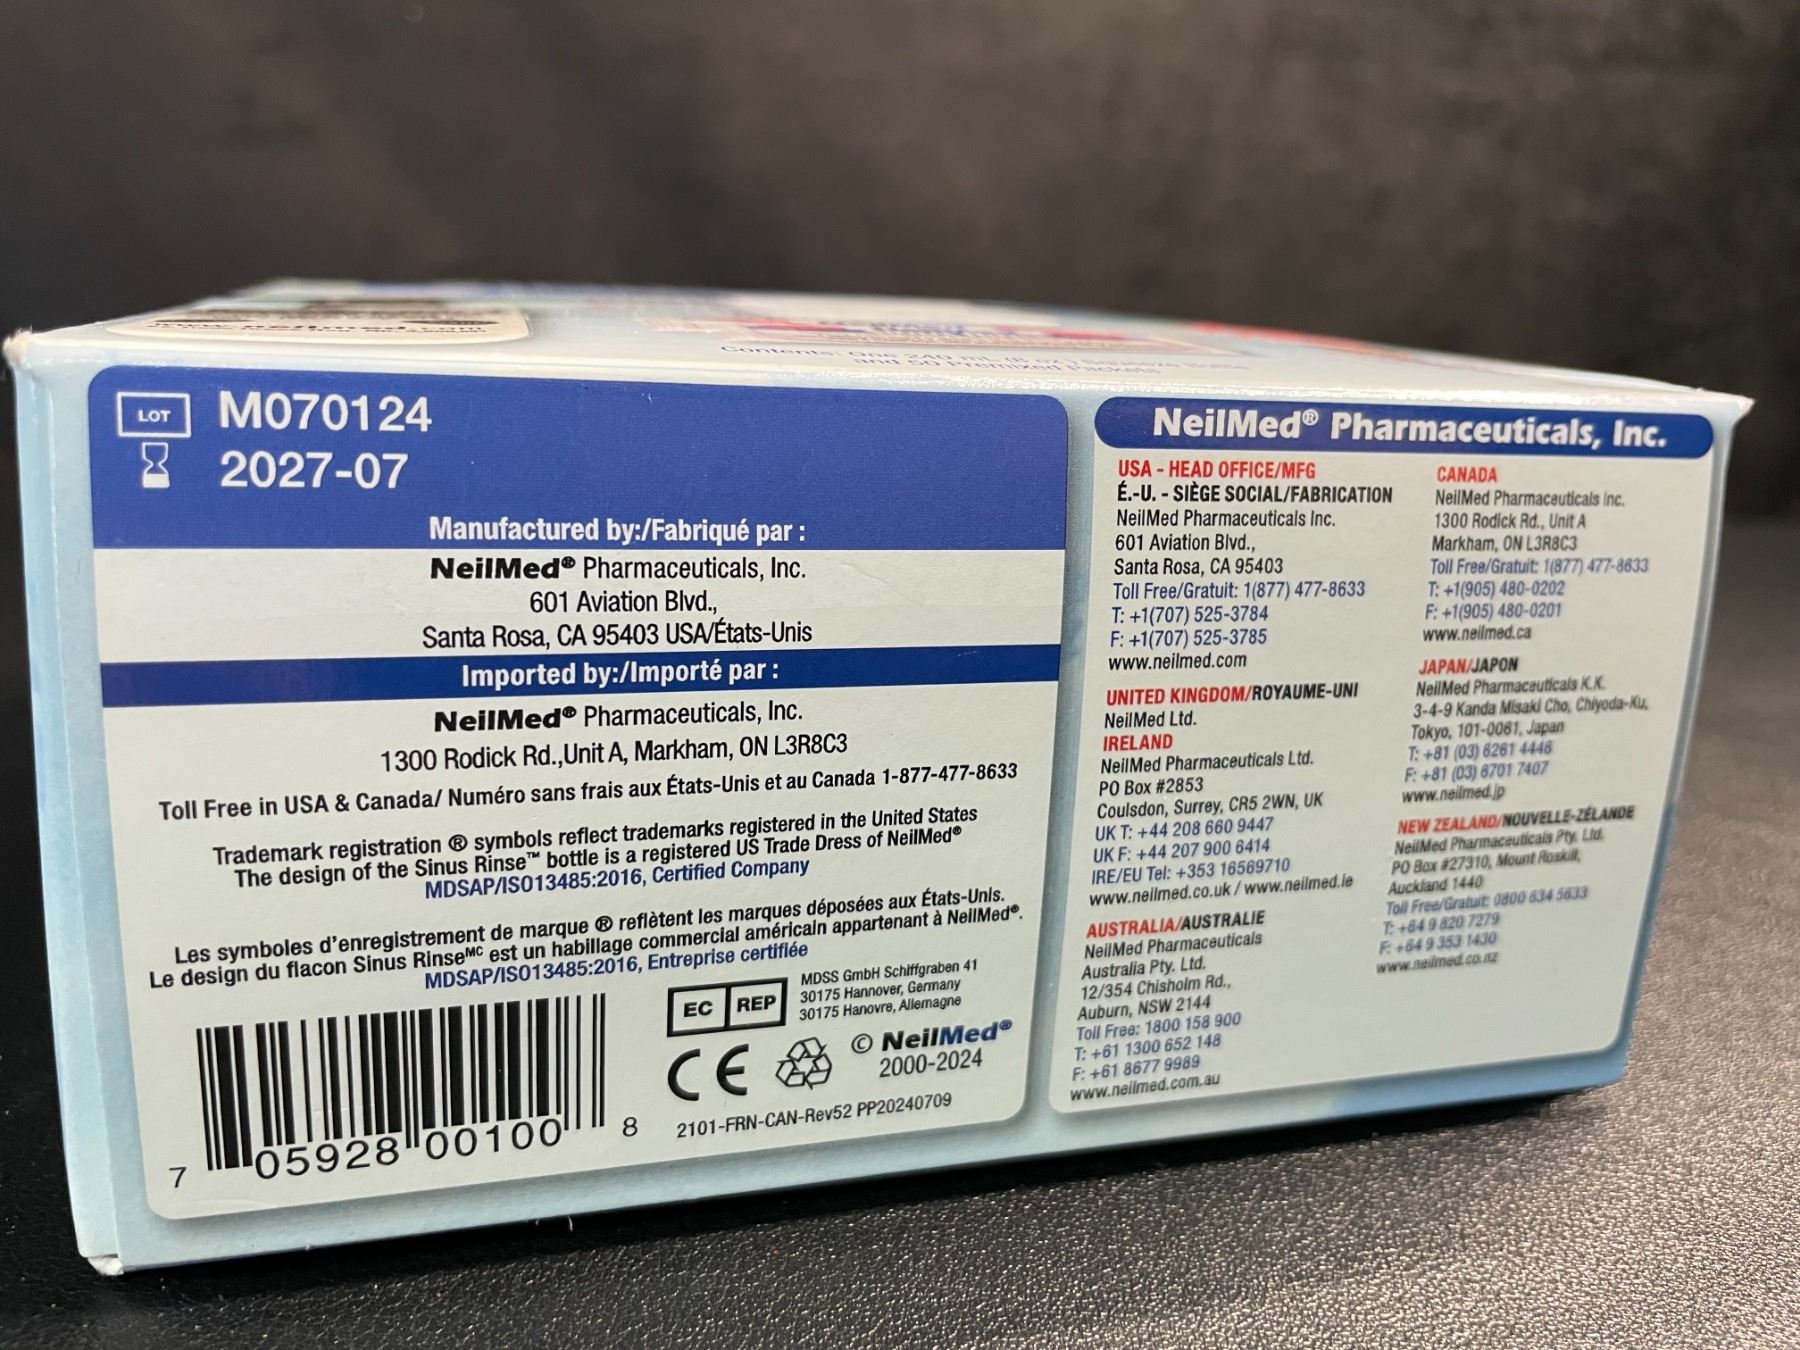 www.neilmed.com
Contents: One 240 mL (8 oz) Squeeze Bottle
and 50 Premixed Packets
LOT M070124
2027-07
Manufactured by:/Fabriqué par :
NeilMed® Pharmaceuticals, Inc.
601 Aviation Blvd.,
Santa Rosa, CA 95403 USA/États-Unis
Imported by:/Importé par :
NeilMed® Pharmaceuticals, Inc.
1300 Rodick Rd.,Unit A, Markham, ON L3R8C3
Toll Free in USA & Canada/ Numéro sans frais aux États-Unis et au Canada 1-877-477-8633
Trademark registration ® symbols reflect trademarks registered in the United States
The design of the Sinus Rinse™ bottle is a registered US Trade Dress of NeilMed®
MDSAP/ISO13485:2016, Certified Company
Les symboles d'enregistrement de marque ® reflètent les marques déposées aux États-Unis.
Le design du flacon Sinus Rinseᴹᶜ est un habillage commercial américain appartenant à NeilMed®.
MDSAP/ISO13485:2016, Entreprise certifiée
7 05928 00100 8
EC REP
MDSS GmbH Schiffgraben 41
30175 Hannover, Germany
30175 Hanovre, Allemagne
CE
© NeilMed®
2000-2024
2101-FRN-CAN-Rev52 PP20240709
NeilMed® Pharmaceuticals, Inc.
USA - HEAD OFFICE/MFG
É.-U. - SIÈGE SOCIAL/FABRICATION
NeilMed Pharmaceuticals Inc.
601 Aviation Blvd.,
Santa Rosa, CA 95403
Toll Free/Gratuit: 1(877) 477-8633
T: +1(707) 525-3784
F: +1(707) 525-3785
www.neilmed.com
UNITED KINGDOM/ROYAUME-UNI
NeilMed Ltd.
IRELAND
NeilMed Pharmaceuticals Ltd.
PO Box #2853
Coulsdon, Surrey, CR5 2WN, UK
UK T: +44 208 660 9447
UK F: +44 207 900 6414
IRE/EU Tel: +353 16569710
www.neilmed.co.uk / www.neilmed.ie
AUSTRALIA/AUSTRALIE
NeilMed Pharmaceuticals
Australia Pty. Ltd.
12/354 Chisholm Rd.,
Auburn, NSW 2144
Toll Free: 1800 158 900
T: +61 1300 652 148
F: +61 8677 9989
www.neilmed.com.au
CANADA
NeilMed Pharmaceuticals Inc.
1300 Rodick Rd., Unit A
Markham, ON L3R8C3
Toll Free/Gratuit: 1(877) 477-8633
T: +1(905) 480-0202
F: +1(905) 480-0201
www.neilmed.ca
JAPAN/JAPON
NeilMed Pharmaceuticals K.K.
3-4-9 Kanda Misaki Cho, Chiyoda-Ku,
Tokyo, 101-0061, Japan
T: +81 (03) 6261 4446
F: +81 (03) 6701 7407
www.neilmed.jp
NEW ZEALAND/NOUVELLE-ZÉLANDE
NeilMed Pharmaceuticals Pty. Ltd.
PO Box #27310, Mount Roskill,
Auckland 1440
Toll Free/Gratuit: 0800 634 5633
T: +64 9 820 7279
F: +64 9 353 1430
www.neilmed.co.nz